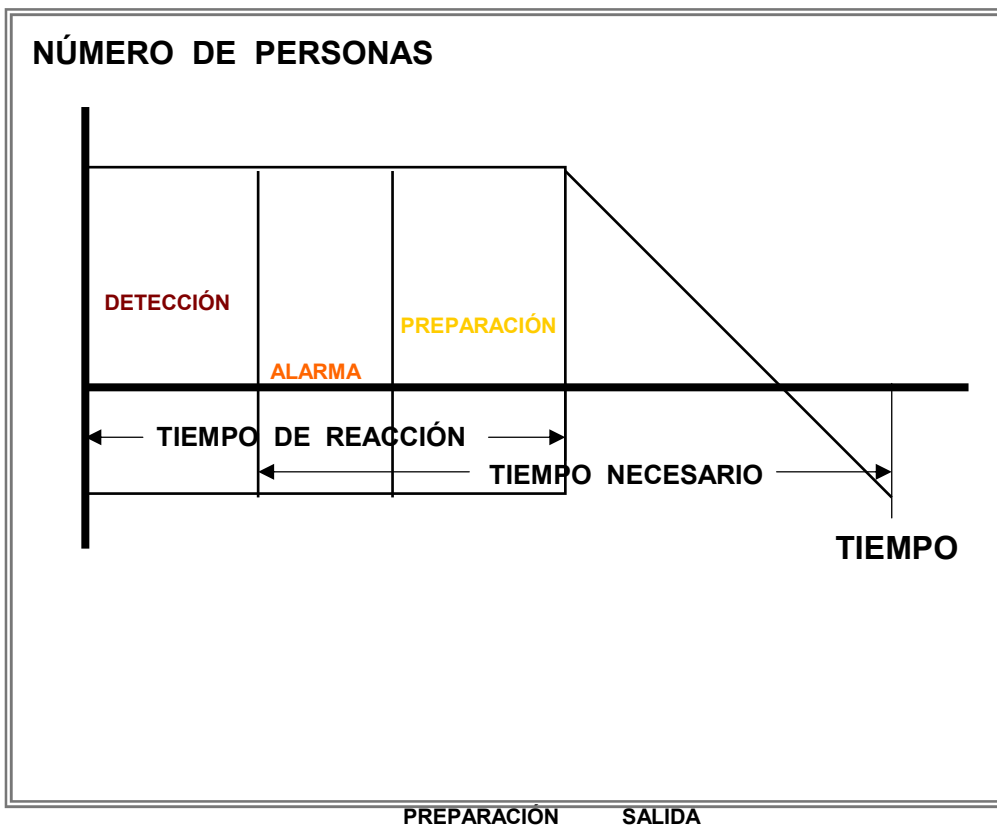 NÚMERO DE PERSONAS
DETECCIÓN
PREPARACIÓN
ALARMA
TIEMPO DE REACCIÓN
TIEMPO NECESARIO
TIEMPO
PREPARACIÓN SALIDA